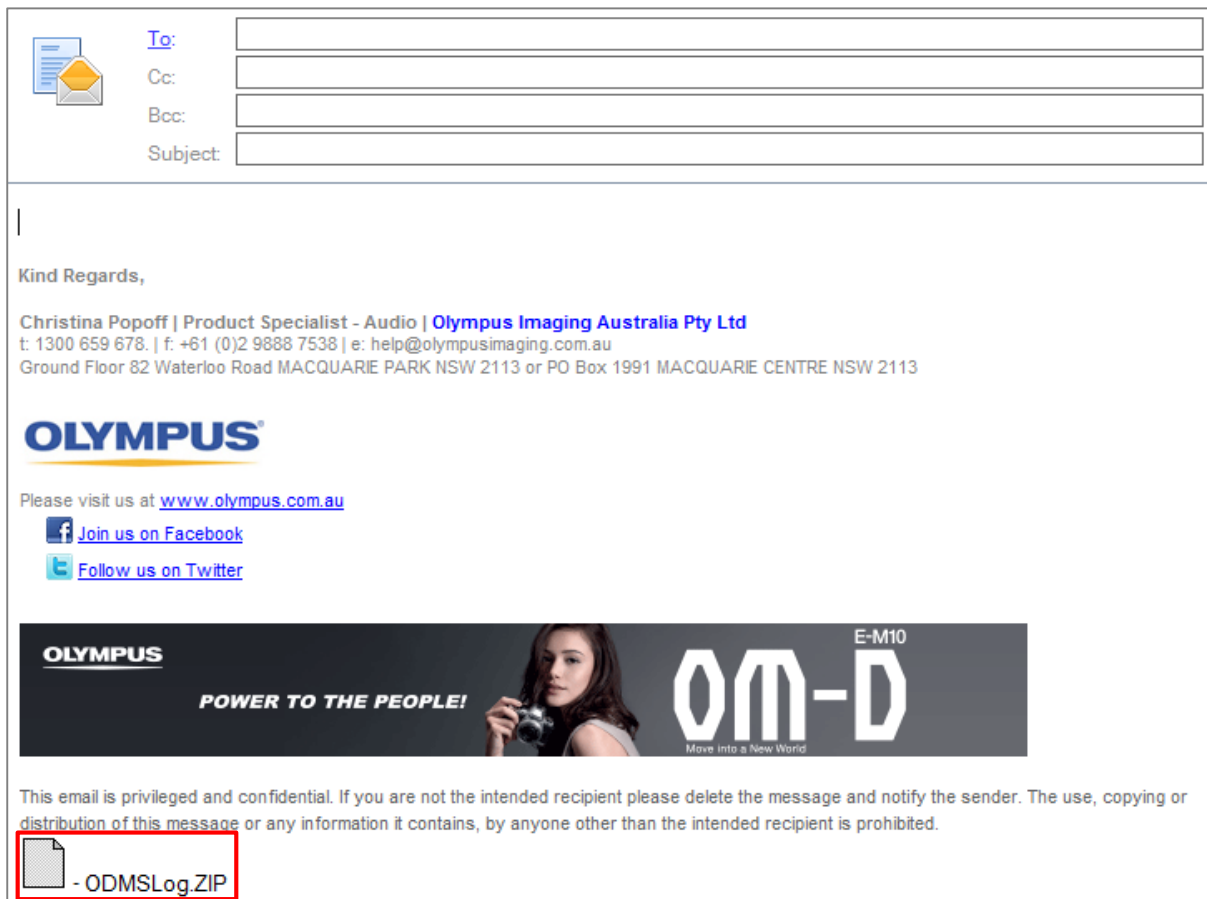 To:
Cc:
Bcc:
Subject:
Kind Regards,
Christina Popoff | Product Specialist - Audio | Olympus Imaging Australia Pty Ltd
t: 1300 659 678. | f: +61 (0)2 9888 7538 | e: help@olympusimaging.com.au
Ground Floor 82 Waterloo Road MACQUARIE PARK NSW 2113 or PO Box 1991 MACQUARIE CENTRE NSW 2113
OLYMPUS®
Please visit us at www.olympus.com.au
Join us on Facebook
Follow us on Twitter
OLYMPUS
POWER TO THE PEOPLE!
E-M10
OM-D
Move into a New World
This email is privileged and confidential. If you are not the intended recipient please delete the message and notify the sender. The use, copying or
distribution of this message or any information it contains, by anyone other than the intended recipient is prohibited.
- ODMSLog.ZIP